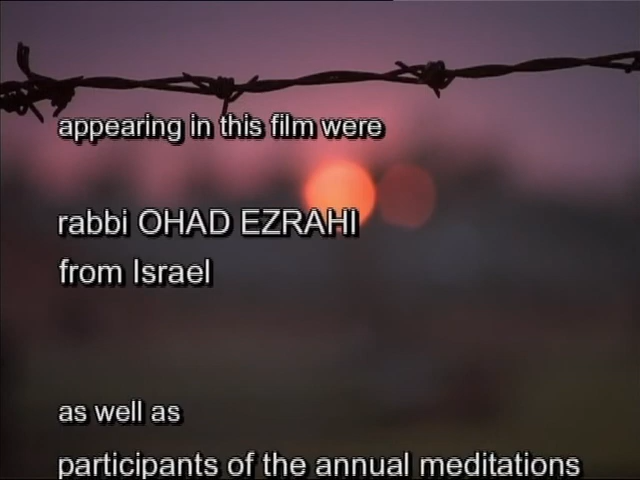 appearing in this film were
rabbi OHAD EZRAHI
from Israel
as well as
participants of the annual meditations